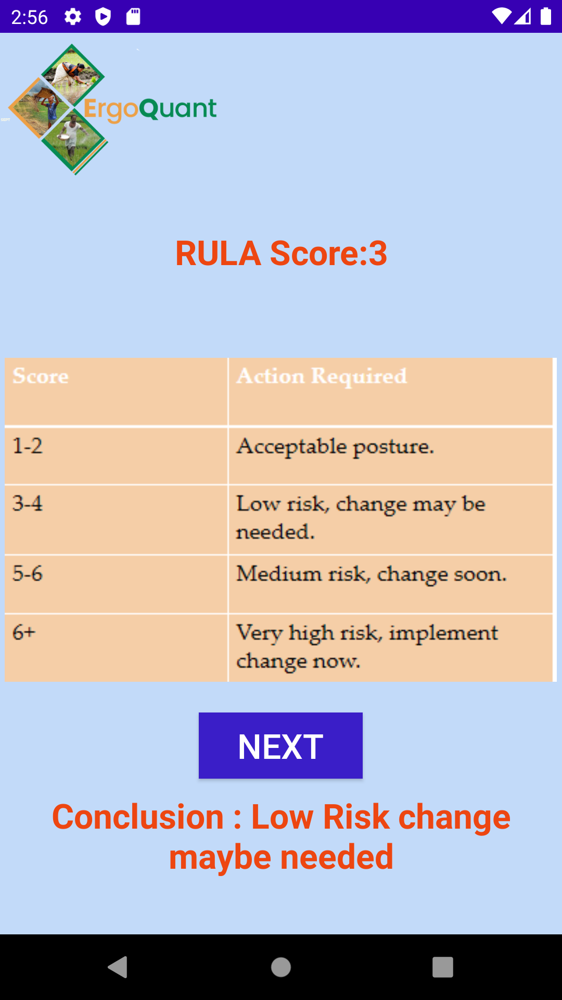 2:56
ErgoQuant
RULA Score:3
Score Action Required
1-2 Acceptable posture.
3-4 Low risk, change may be
needed.
5-6 Medium risk, change soon.
6+ Very high risk, implement
change now.
NEXT
Conclusion : Low Risk change
maybe needed